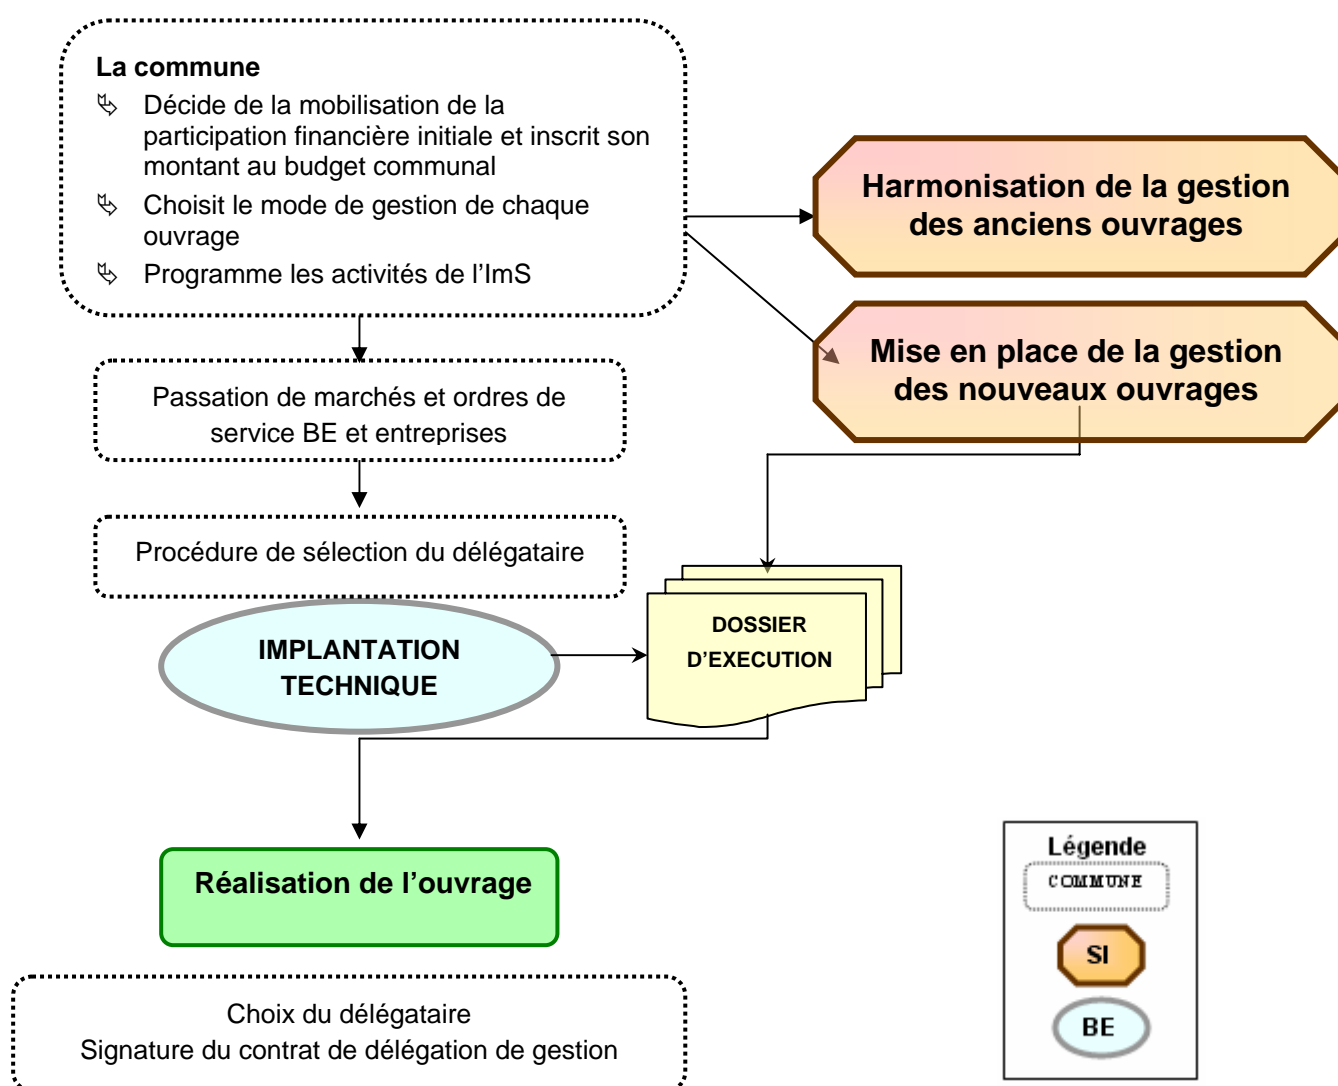 La commune
Décide de la mobilisation de la
participation financière initiale et inscrit son
montant au budget communal
Choisit le mode de gestion de chaque
ouvrage
Programme les activités de l’ImS
Harmonisation de la gestion
des anciens ouvrages
Mise en place de la gestion
des nouveaux ouvrages
Passation de marchés et ordres de
service BE et entreprises
Procédure de sélection du délégataire
IMPLANTATION
TECHNIQUE
DOSSIER
D’EXECUTION
Réalisation de l’ouvrage
Choix du délégataire
Signature du contrat de délégation de gestion
Légende
COMMUNE
SI
BE